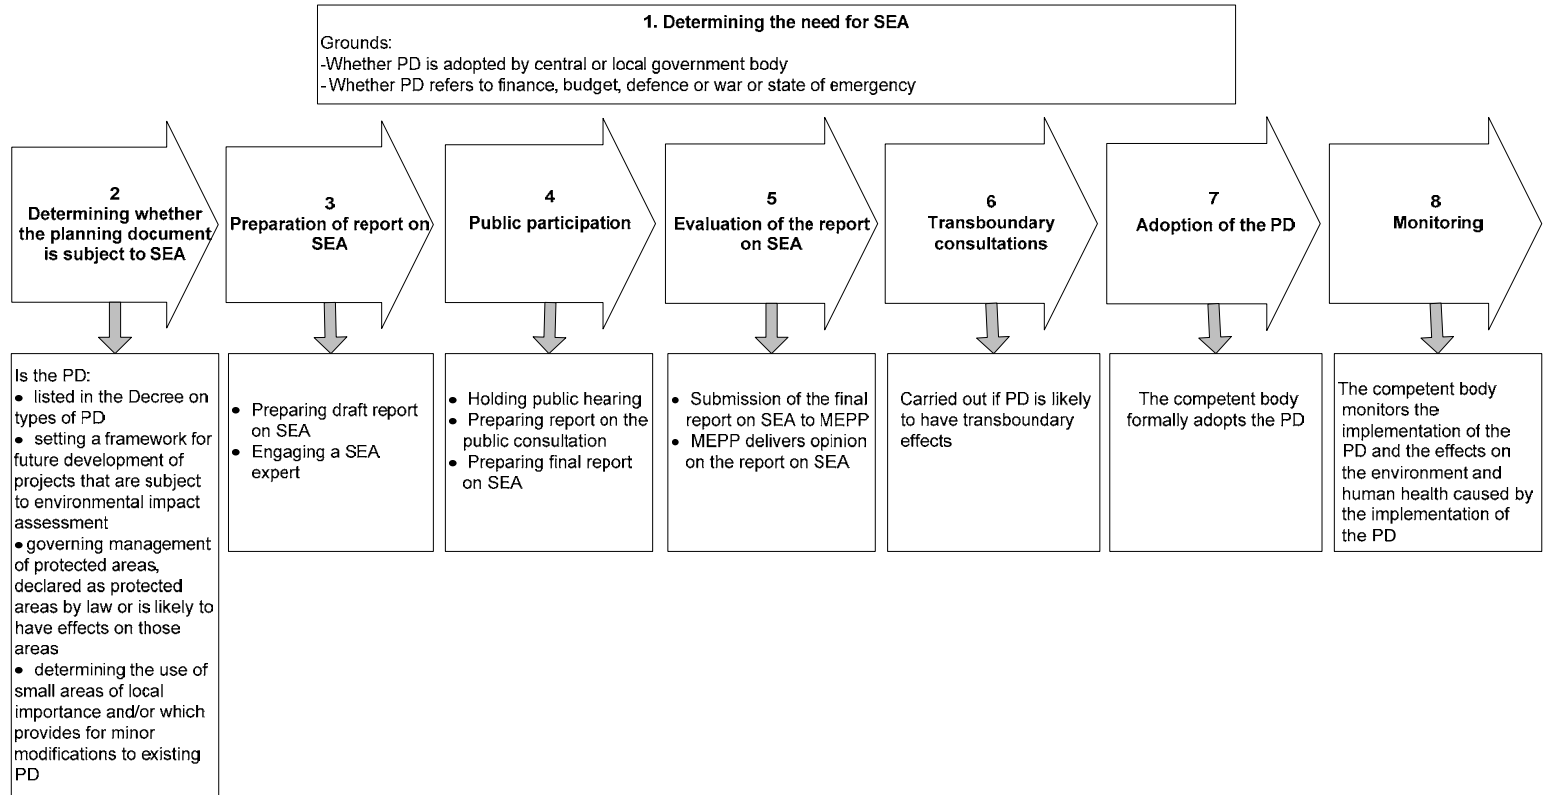 1. Determining the need for SEA
Grounds:
-Whether PD is adopted by central or local government body
- Whether PD refers to finance, budget, defence or war or state of emergency
2
Determining whether
the planning document
is subject to SEA
3
Preparation of report on
SEA
4
Public participation
5
Evaluation of the report
on SEA
6
Transboundary
consultations
7
Adoption of the PD
8
Monitoring
Is the PD:
• listed in the Decree on
types of PD
• setting a framework for
future development of
projects that are subject
to environmental impact
assessment
• governing management
of protected areas,
declared as protected
areas by law or is likely to
have effects on those
areas
• determining the use of
small areas of local
importance and/or which
provides for minor
modifications to existing
PD
• Preparing draft report
on SEA
• Engaging a SEA
expert
• Holding public hearing
• Preparing report on the
public consultation
• Preparing final report
on SEA
• Submission of the final
report on SEA to MEPP
• MEPP delivers opinion
on the report on SEA
Carried out if PD is likely
to have transboundary
effects
The competent body
formally adopts the PD
The competent body
monitors the
implementation of the
PD and the effects on
the environment and
human health caused by
the implementation of
the PD